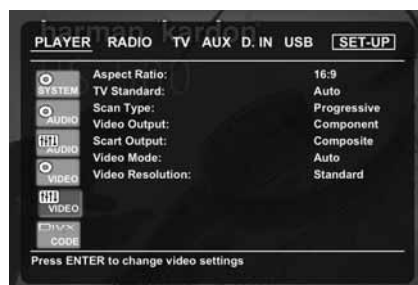 harman kardon
PLAYER RADIO TV AUX D. IN USB SET-UP
SYSTEM
AUDIO
AUDIO
VIDEO
VIDEO
DIVX
CODE
Aspect Ratio: 16:9
TV Standard: Auto
Scan Type: Progressive
Video Output: Component
Scart Output: Composite
Video Mode: Auto
Video Resolution: Standard
Press ENTER to change video settings